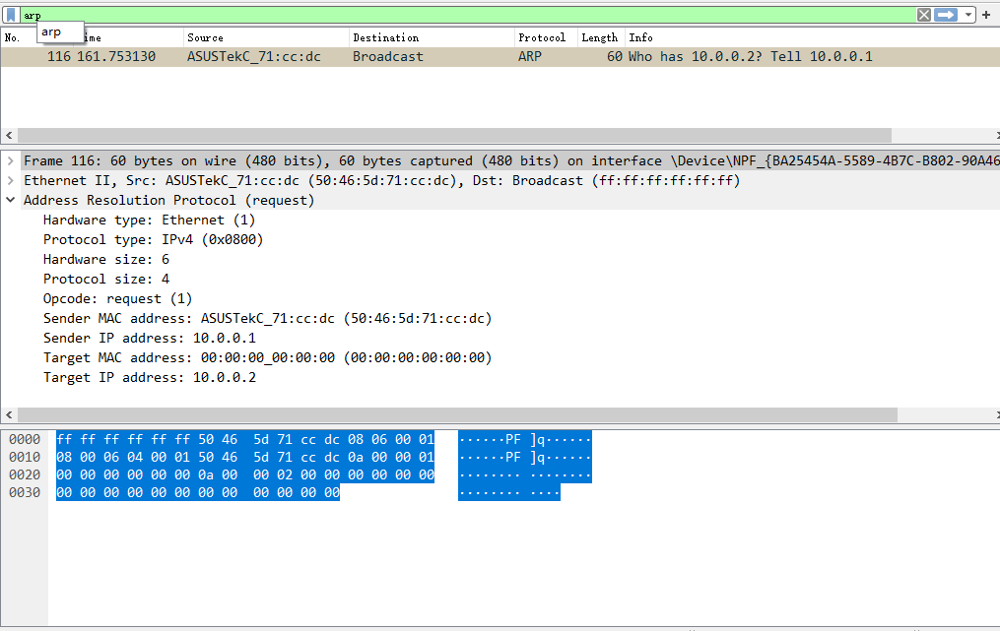 arp
arp
No. ime Source Destination Protocol Length Info
116 161.753130 ASUSTekC_71:cc:dc Broadcast ARP 60 Who has 10.0.0.2? Tell 10.0.0.1
Frame 116: 60 bytes on wire (480 bits), 60 bytes captured (480 bits) on interface \Device\NPF_{BA25454A-5589-4B7C-B802-90A46
Ethernet II, Src: ASUSTekC_71:cc:dc (50:46:5d:71:cc:dc), Dst: Broadcast (ff:ff:ff:ff:ff:ff)
Address Resolution Protocol (request)
Hardware type: Ethernet (1)
Protocol type: IPv4 (0x0800)
Hardware size: 6
Protocol size: 4
Opcode: request (1)
Sender MAC address: ASUSTekC_71:cc:dc (50:46:5d:71:cc:dc)
Sender IP address: 10.0.0.1
Target MAC address: 00:00:00_00:00:00 (00:00:00:00:00:00)
Target IP address: 10.0.0.2
0000 ff ff ff ff ff ff 50 46 5d 71 cc dc 08 06 00 01 ······PF ]q······
0010 08 00 06 04 00 01 50 46 5d 71 cc dc 0a 00 00 01 ······PF ]q······
0020 00 00 00 00 00 00 0a 00 00 02 00 00 00 00 00 00 ········ ········
0030 00 00 00 00 00 00 00 00 00 00 00 00 ········ ····